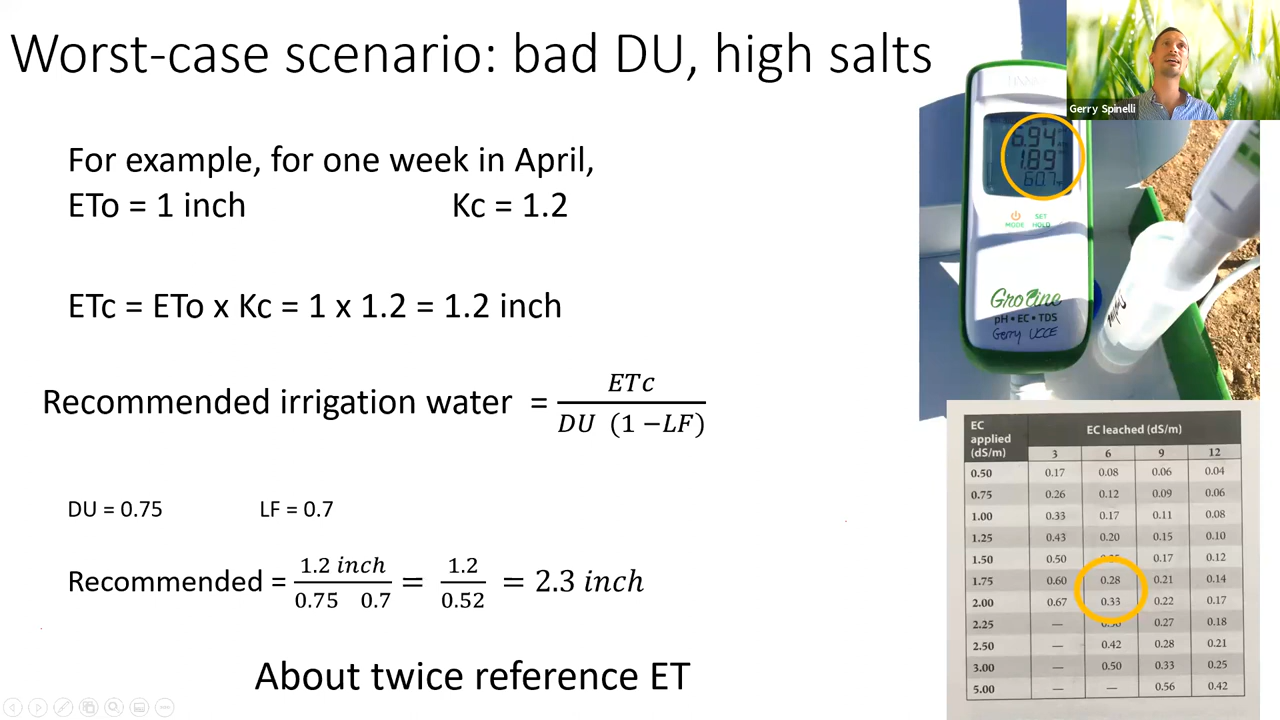 Worst-case scenario: bad DU, high salts
For example, for one week in April,
ETo = 1 inch Kc = 1.2
ETc = ETo x Kc = 1 x 1.2 = 1.2 inch
Recommended irrigation water = ETc / DU (1 −LF)
DU = 0.75 LF = 0.7
Recommended = 1.2 inch / 0.75 0.7 = 1.2 / 0.52 = 2.3 inch
About twice reference ET
Gerry Spinelli
6.94
1.89
60.7
MODE
SET
HOLD
GroLine
pH • EC • TDS
Gerry UCCE
EC applied (dS/m) EC leached (dS/m)
3 6 9 12
0.50 0.17 0.08 0.06 0.04
0.75 0.26 0.12 0.09 0.06
1.00 0.33 0.17 0.11 0.08
1.25 0.43 0.20 0.15 0.10
1.50 0.50 0.17 0.12
1.75 0.60 0.28 0.21 0.14
2.00 0.67 0.33 0.22 0.17
2.25 — 0.27 0.18
2.50 — 0.42 0.28 0.21
3.00 — 0.50 0.33 0.25
5.00 — — 0.56 0.42